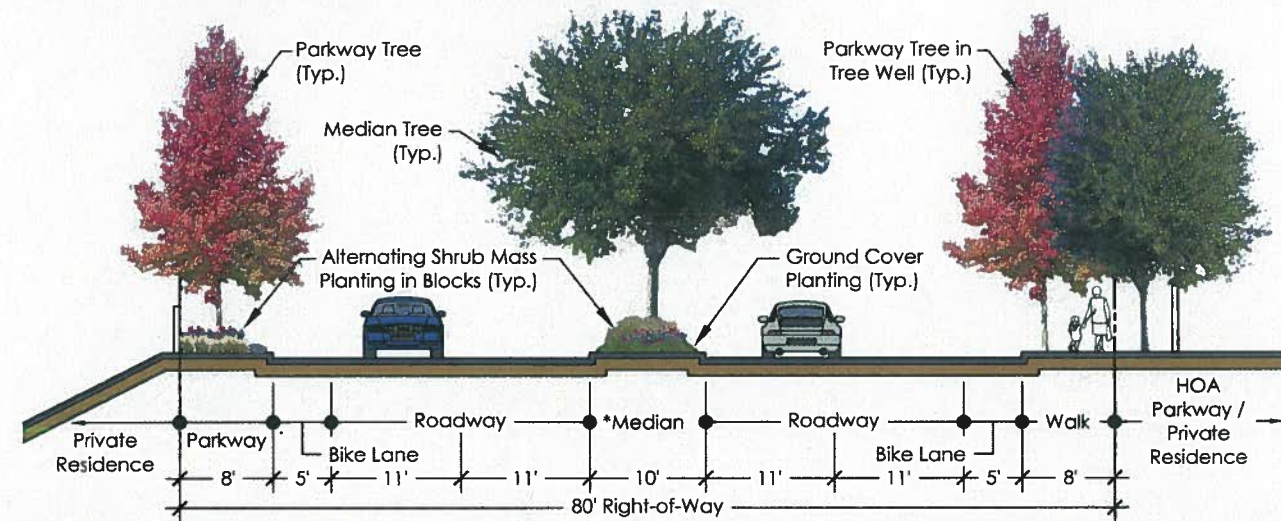 Parkway Tree
(Typ.)
Median Tree
(Typ.)
Parkway Tree in
Tree Well (Typ.)
Alternating Shrub Mass
Planting in Blocks (Typ.)
Ground Cover
Planting (Typ.)
Private
Residence
Parkway
Bike Lane
Roadway
*Median
Roadway
Bike Lane
Walk
HOA
Parkway /
Private
Residence
8' 5' 11' 11' 10' 11' 11' 5' 8'
80' Right-of-Way